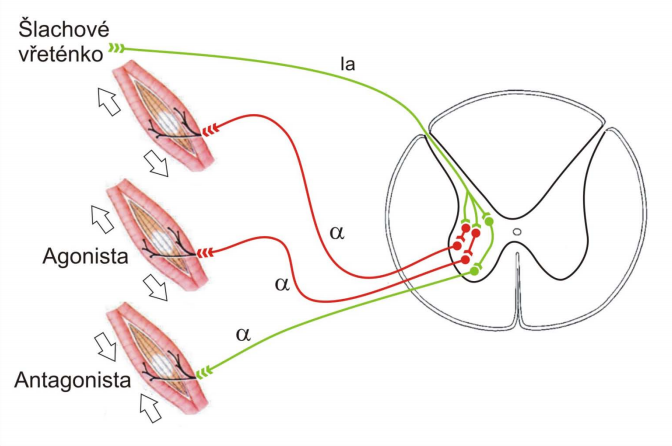 Šlachové
vřeténko
Ia
α
Agonista
α
α
Antagonista